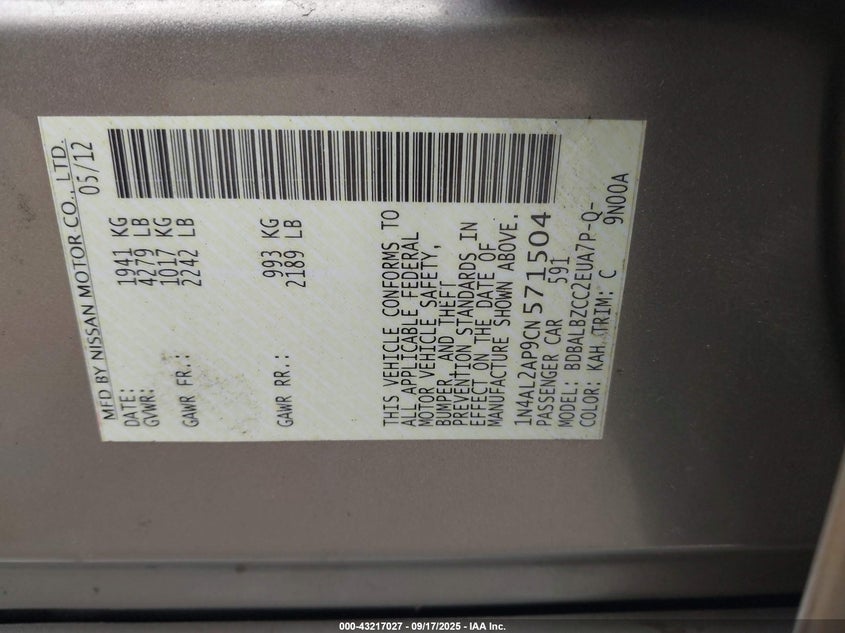 MFD BY NISSAN MOTOR CO., LTD.
DATE: 05/12
GVWR: 1941 KG
4279 LB
GAWR FR.: 1017 KG
2242 LB
GAWR RR.: 993 KG
2189 LB
THIS VEHICLE CONFORMS TO
ALL APPLICABLE FEDERAL
MOTOR VEHICLE SAFETY,
BUMPER, AND THEFT
PREVENTION STANDARDS IN
EFFECT ON THE DATE OF
MANUFACTURE SHOWN ABOVE.
1N4AL2AP9CN571504
PASSENGER CAR 591
MODEL: BDBALBZCC2EUA7P-Q-
COLOR: KAH TRIM: C 9N00A
000-43217027 - 09/17/2025 - IAA Inc.